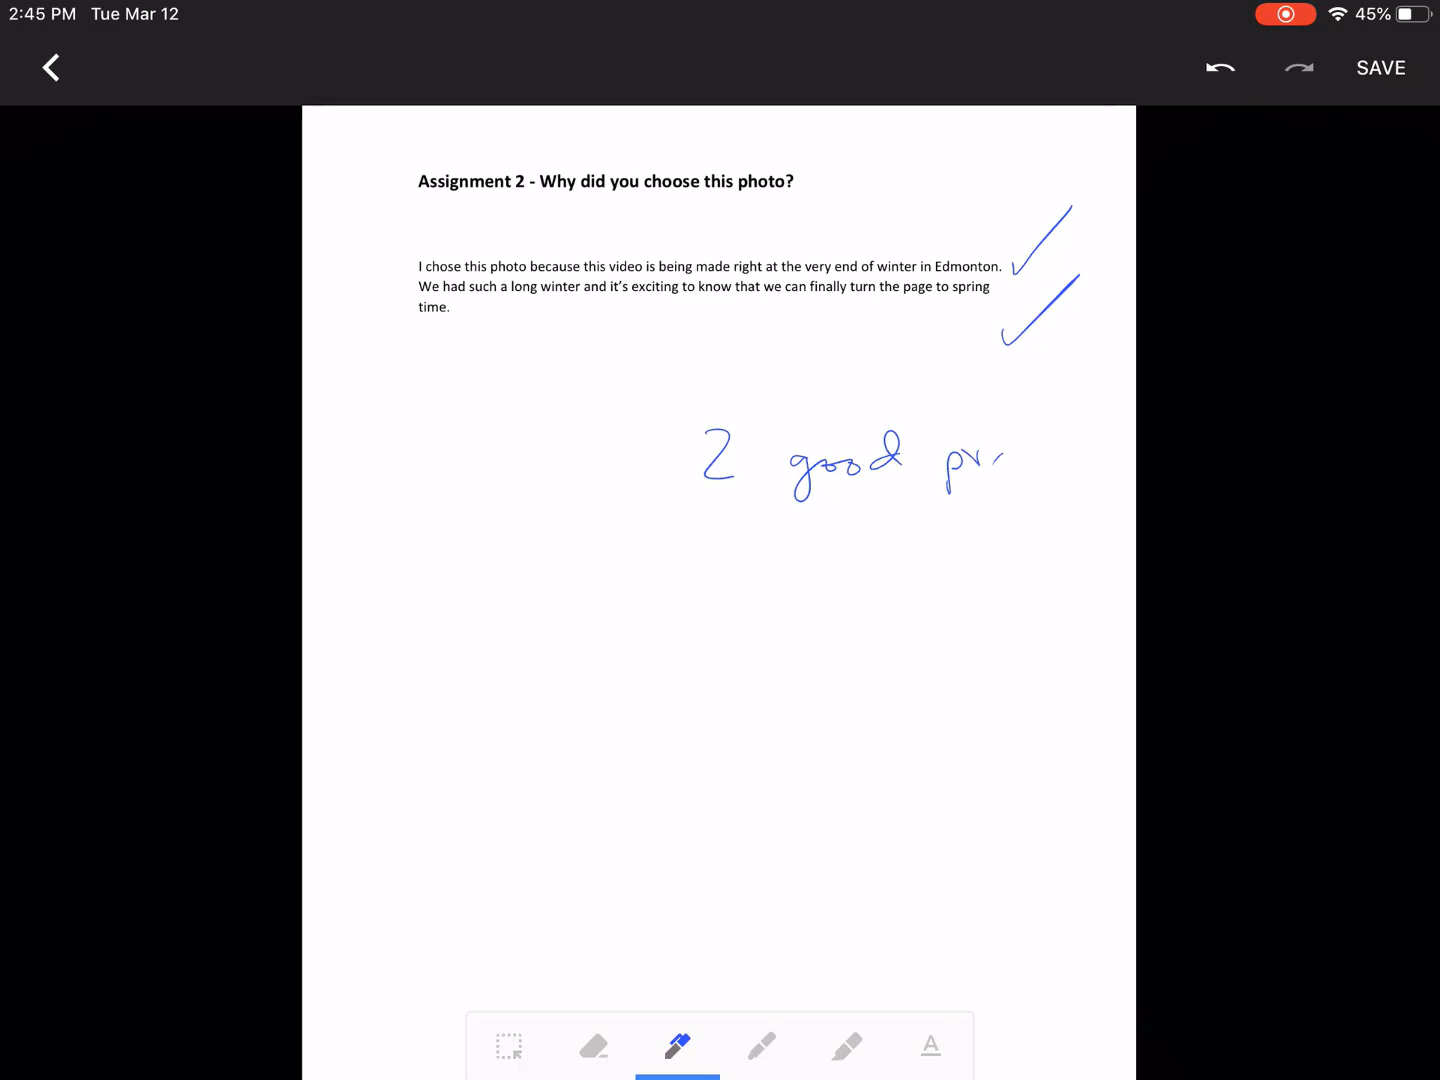 2:45 PM Tue Mar 12
45%
SAVE
Assignment 2 - Why did you choose this photo?
I chose this photo because this video is being made right at the very end of winter in Edmonton.
We had such a long winter and it's exciting to know that we can finally turn the page to spring
time.
2 good pr
A